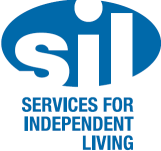 sil
SERVICES FOR
INDEPENDENT
LIVING